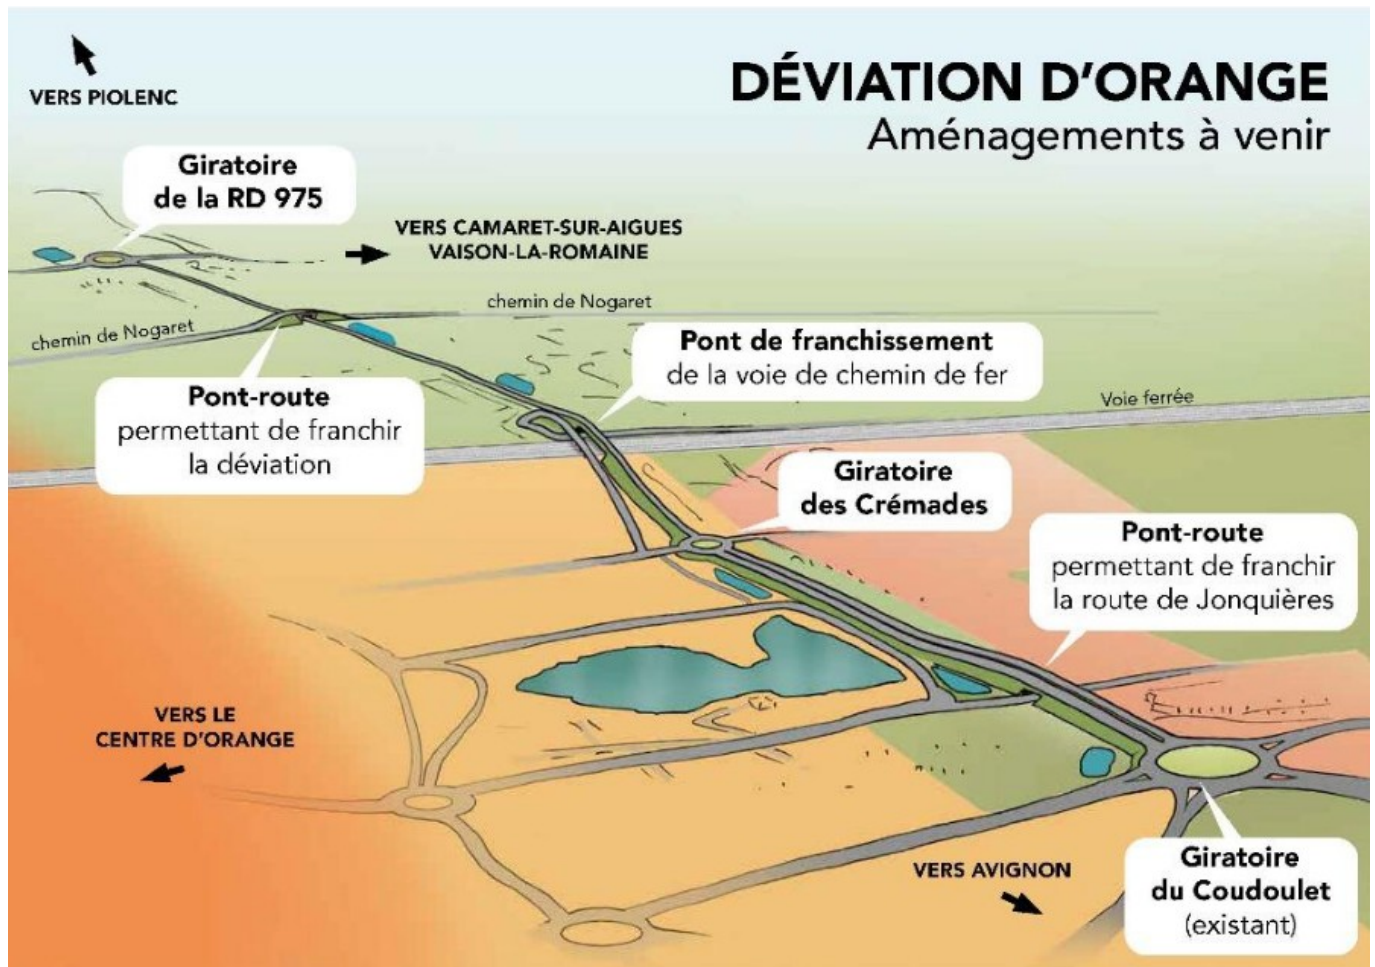 DÉVIATION D'ORANGE
Aménagements à venir
VERS PIOLENC
Giratoire
de la RD 975
VERS CAMARET-SUR-AIGUES
VAISON-LA-ROMAINE
chemin de Nogaret
chemin de Nogaret
Pont de franchissement
de la voie de chemin de fer
Pont-route
permettant de franchir
la déviation
Voie ferrée
Giratoire
des Crémades
Pont-route
permettant de franchir
la route de Jonquières
VERS LE
CENTRE D'ORANGE
VERS AVIGNON
Giratoire
du Coudoulet
(existant)